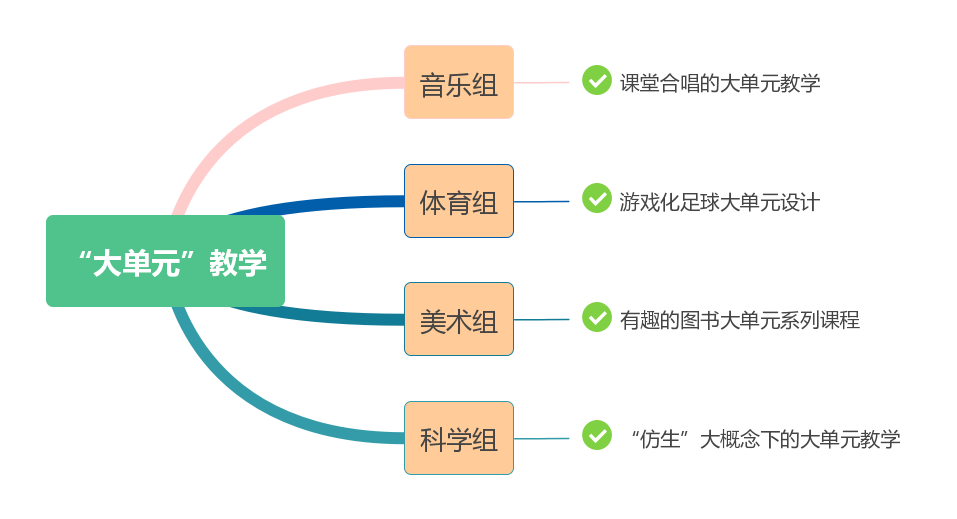 “大单元”教学
音乐组
课堂合唱的大单元教学
体育组
游戏化足球大单元设计
美术组
有趣的图书大单元系列课程
科学组
“仿生”大概念下的大单元教学